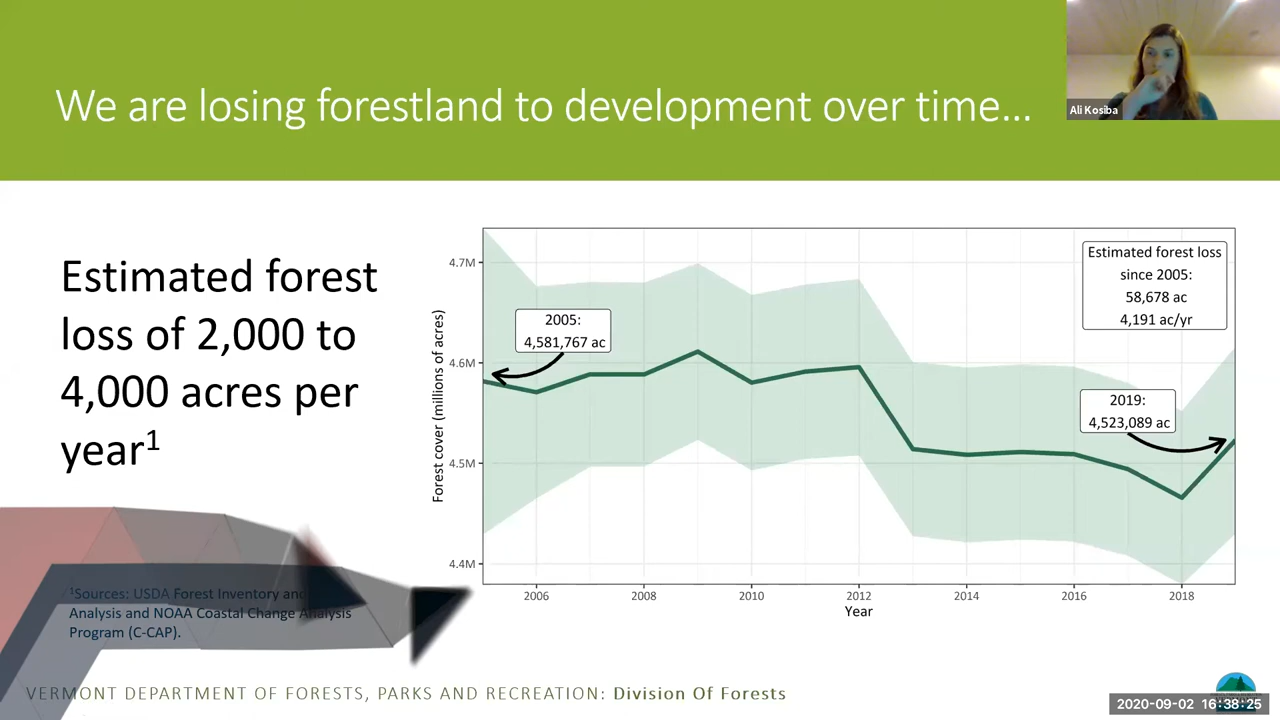 We are losing forestland to development over time...
Ali Kosiba
Estimated forest
loss of 2,000 to
4,000 acres per
year¹
¹Sources: USDA Forest Inventory and
Analysis and NOAA Coastal Change Analysis
Program (C-CAP).
Forest cover (millions of acres)
4.7M
4.6M
4.5M
4.4M
2005:
4,581,767 ac
Estimated forest loss
since 2005:
58,678 ac
4,191 ac/yr
2019:
4,523,089 ac
2006 2008 2010 2012 2014 2016 2018
Year
VERMONT DEPARTMENT OF FORESTS, PARKS AND RECREATION: Division Of Forests
2020-09-02 16:38:25